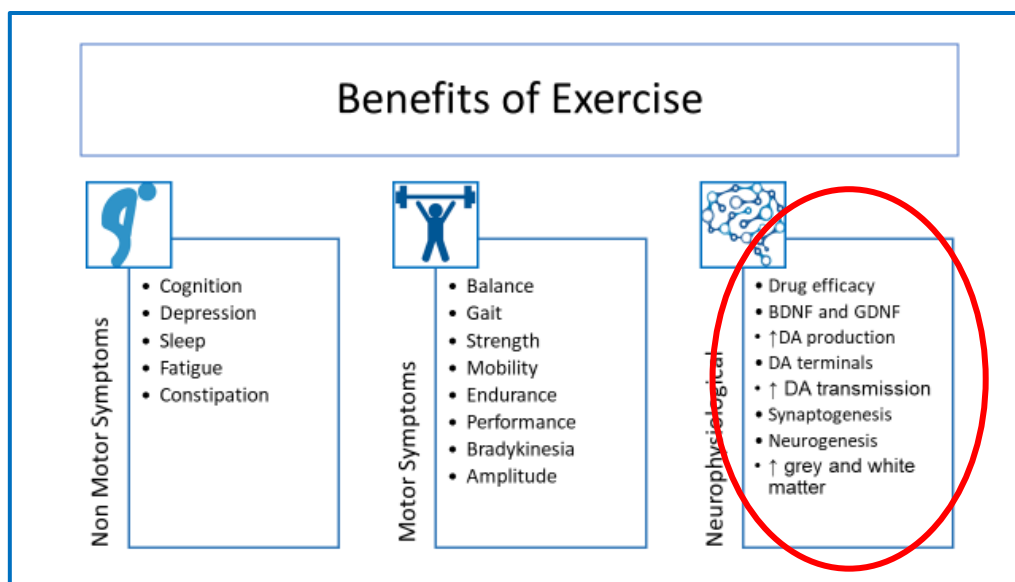 Benefits of Exercise
Non Motor Symptoms
• Cognition
• Depression
• Sleep
• Fatigue
• Constipation
Motor Symptoms
• Balance
• Gait
• Strength
• Mobility
• Endurance
• Performance
• Bradykinesia
• Amplitude
Neurophysiological
• Drug efficacy
• BDNF and GDNF
• ↑DA production
• DA terminals
• ↑ DA transmission
• Synaptogenesis
• Neurogenesis
• ↑ grey and white
matter